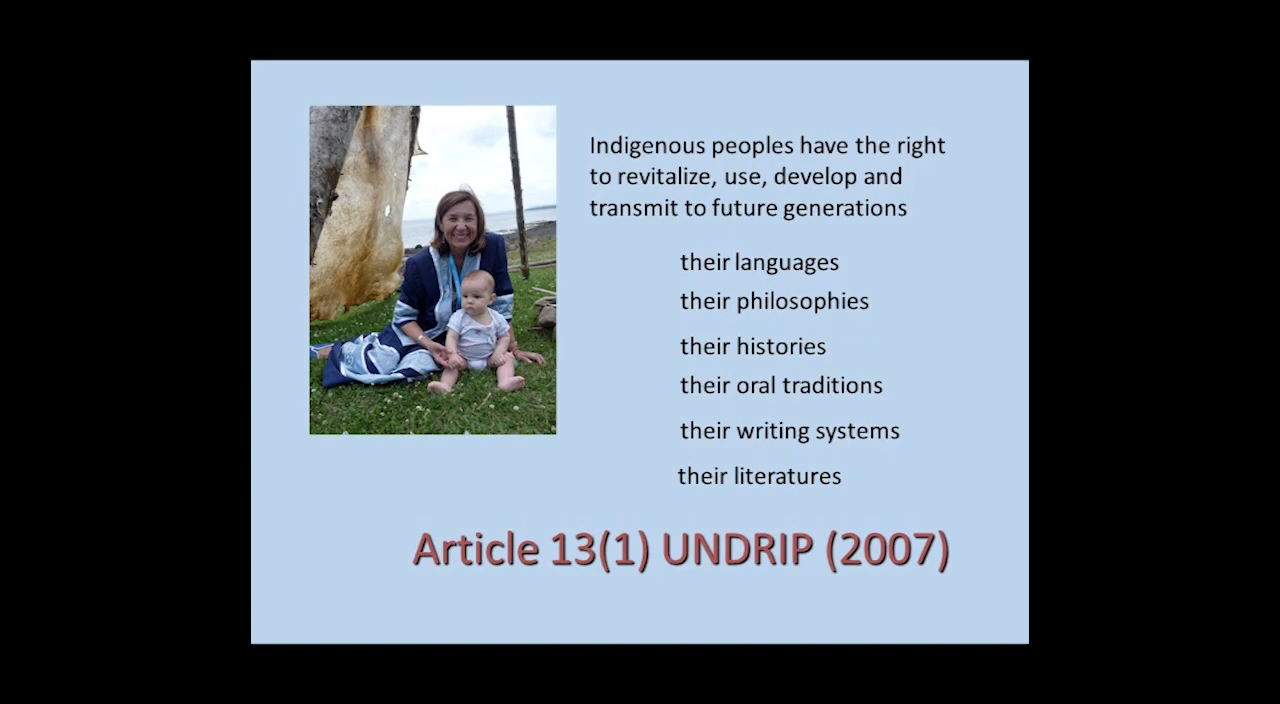 Indigenous peoples have the right
to revitalize, use, develop and
transmit to future generations
their languages
their philosophies
their histories
their oral traditions
their writing systems
their literatures
Article 13(1) UNDRIP (2007)